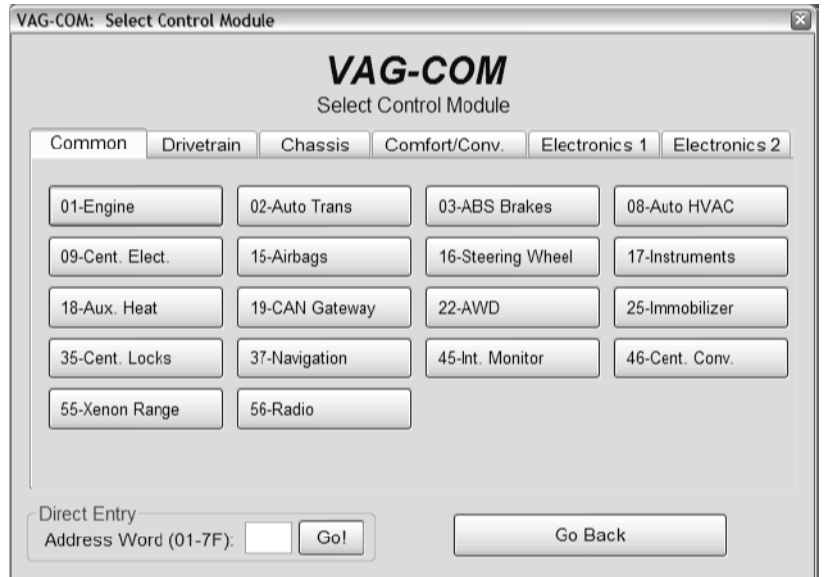 VAG-COM: Select Control Module
VAG-COM
Select Control Module
Common Drivetrain Chassis Comfort/Conv. Electronics 1 Electronics 2
01-Engine 02-Auto Trans 03-ABS Brakes 08-Auto HVAC
09-Cent. Elect. 15-Airbags 16-Steering Wheel 17-Instruments
18-Aux. Heat 19-CAN Gateway 22-AWD 25-Immobilizer
35-Cent. Locks 37-Navigation 45-Int. Monitor 46-Cent. Conv.
55-Xenon Range 56-Radio
Direct Entry
Address Word (01-7F): Go! Go Back